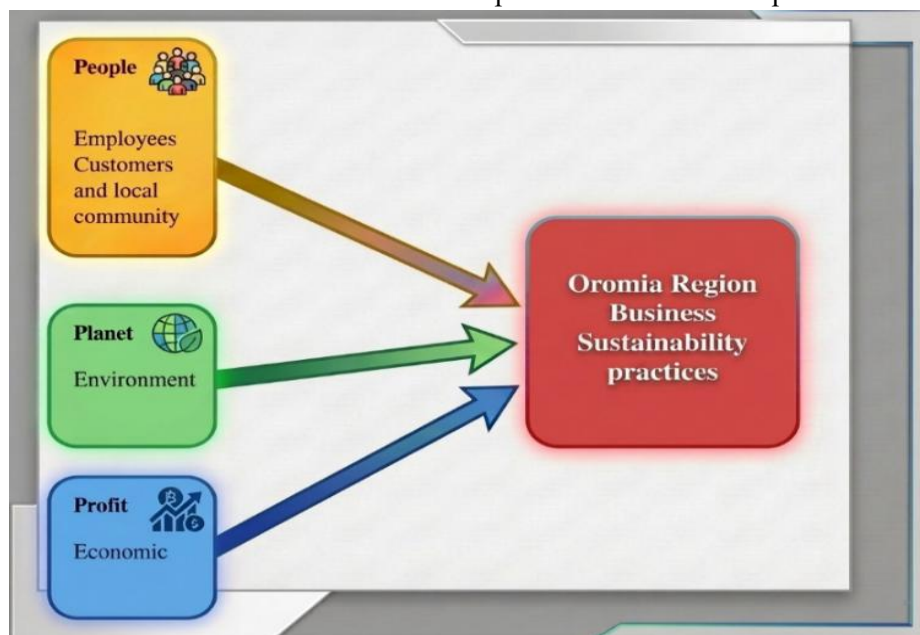 People
Employees
Customers
and local
community
Planet
Environment
Profit
Economic
Oromia Region
Business
Sustainability
practices